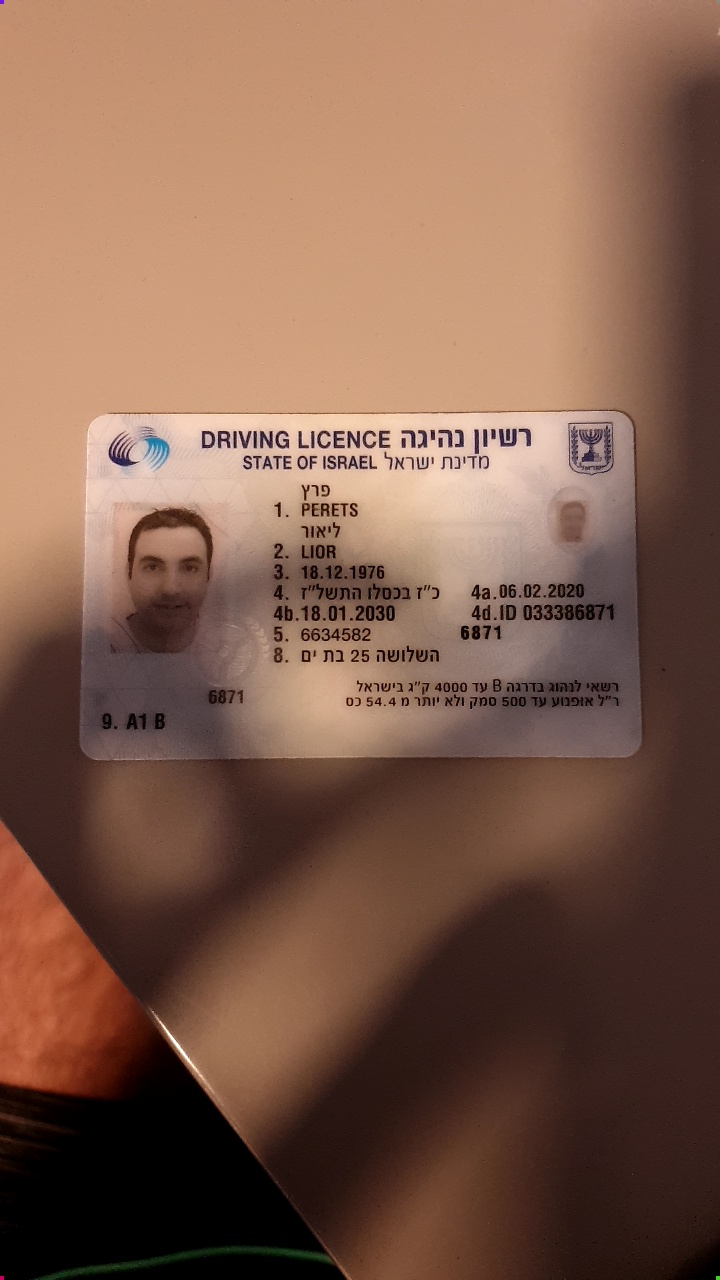 DRIVING LICENCE רשיון נהיגה
STATE OF ISRAEL מדינת ישראל
פרץ
1. PERETS
ליאור
2. LIOR
3. 18.12.1976
4. כ"ז בכסלו התשל"ז 4a.06.02.2020
4b.18.01.2030 4d.ID 033386871
5. 6634582 6871
8. השלושה 25 בת ים
רשאי לנהוג בדרגה B עד 4000 ק"ג בישראל
ר"ל אופנוע עד 500 סמק ולא יותר מ 54.4 כס
6871
9. A1 B